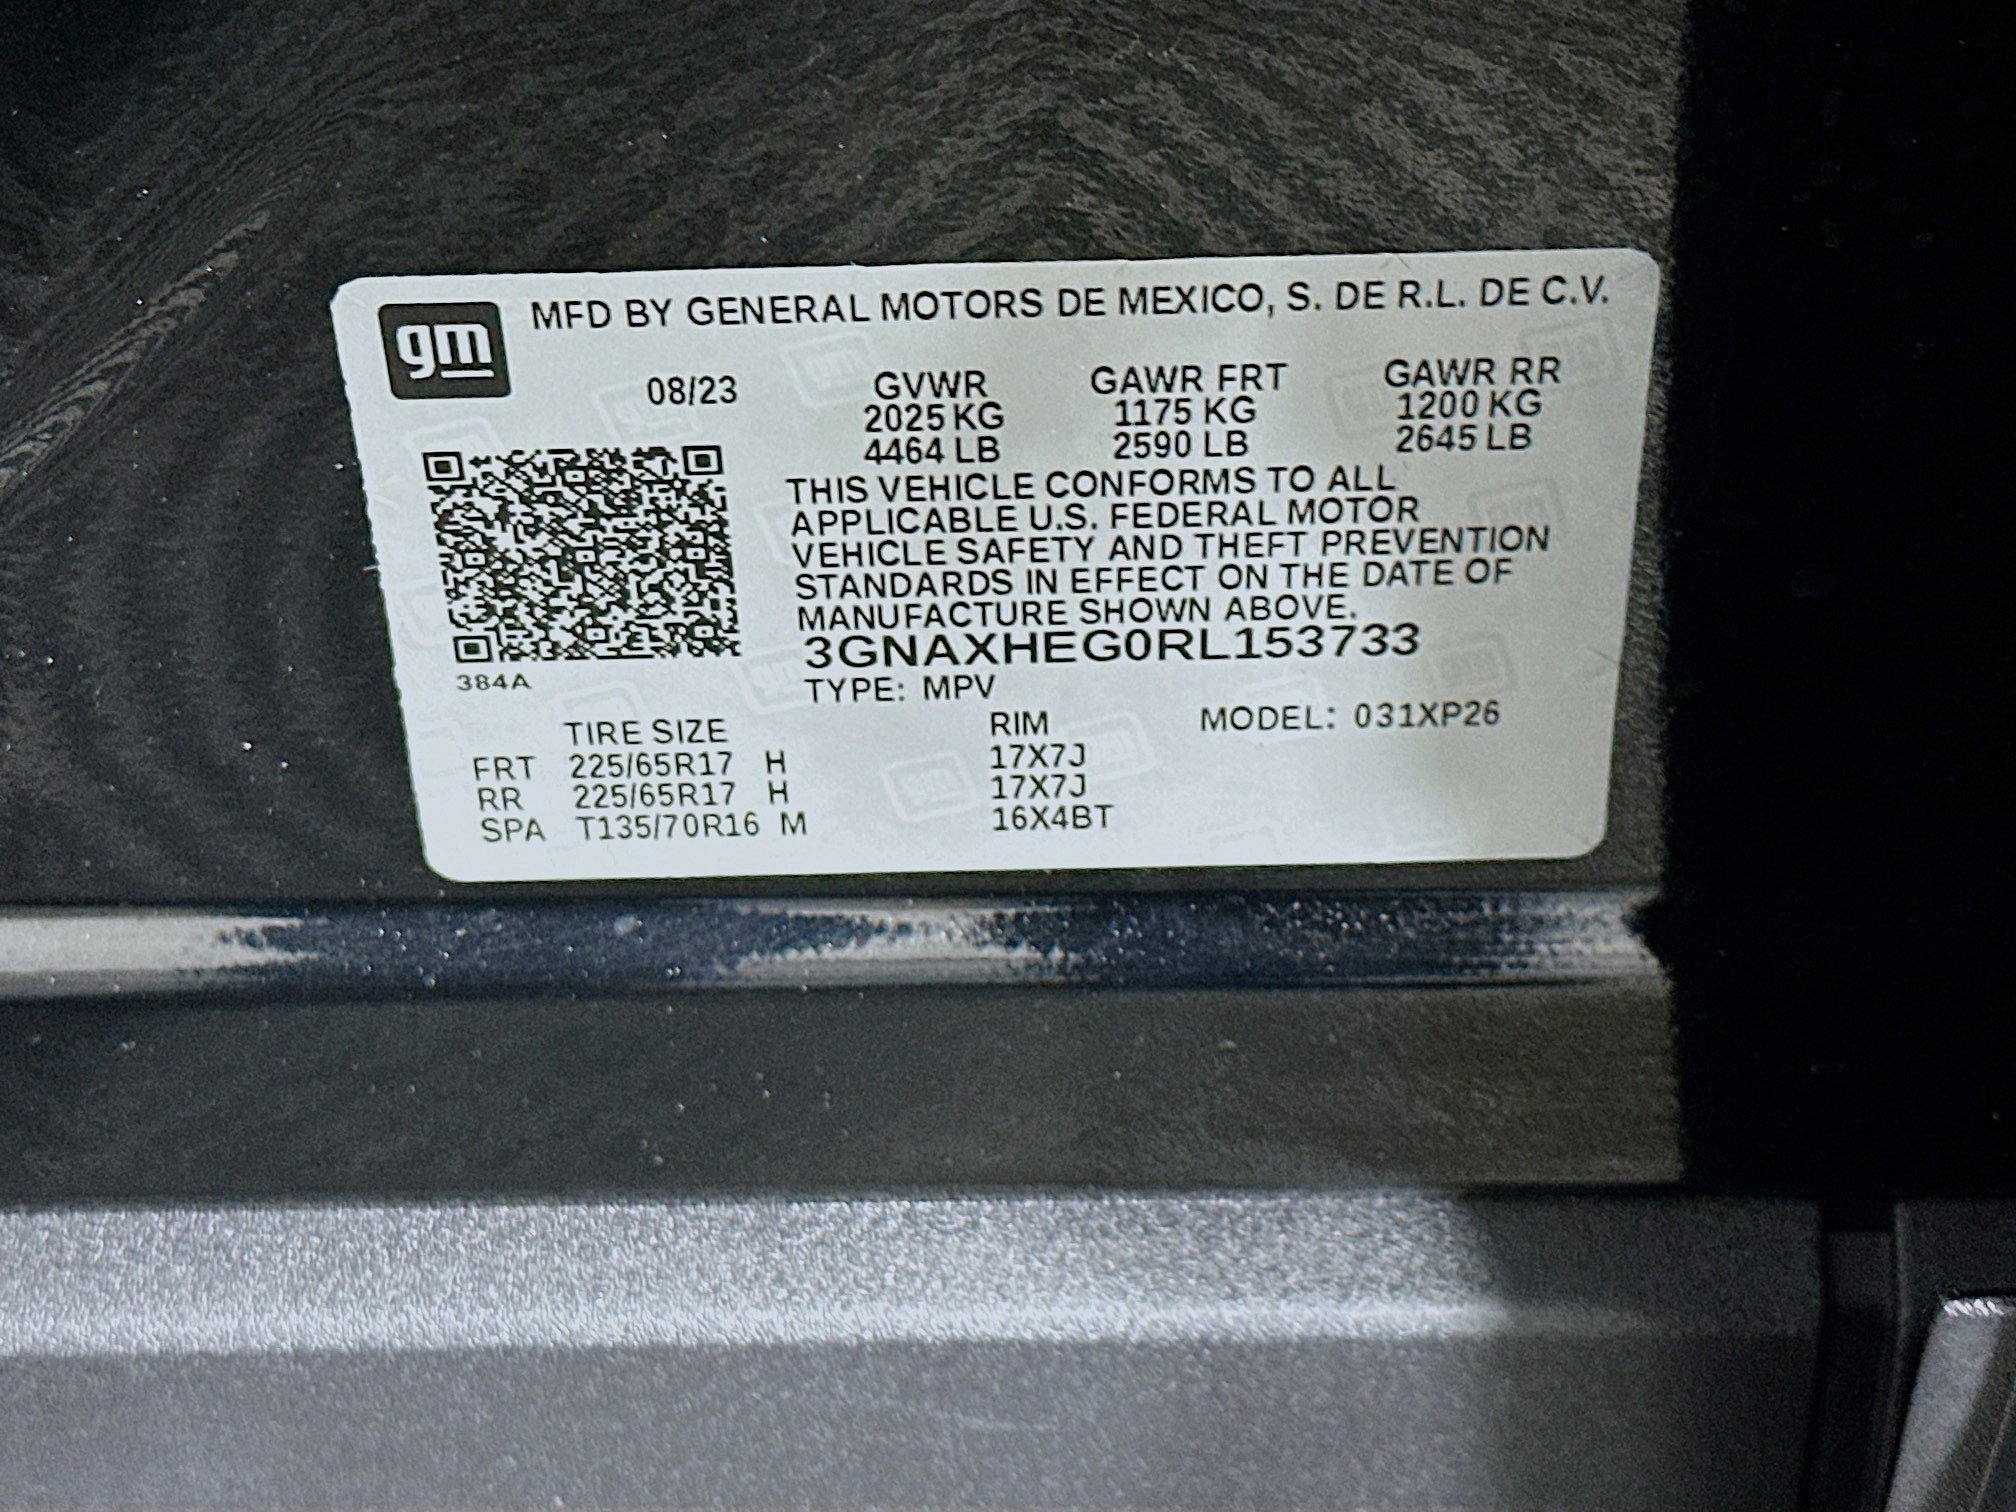 gm
MFD BY GENERAL MOTORS DE MEXICO, S. DE R.L. DE C.V.
08/23 GVWR GAWR FRT GAWR RR
2025 KG 1175 KG 1200 KG
4464 LB 2590 LB 2645 LB
THIS VEHICLE CONFORMS TO ALL
APPLICABLE U.S. FEDERAL MOTOR
VEHICLE SAFETY AND THEFT PREVENTION
STANDARDS IN EFFECT ON THE DATE OF
MANUFACTURE SHOWN ABOVE.
3GNAXHEG0RL153733
384A
TYPE: MPV
TIRE SIZE RIM MODEL: 031XP26
FRT 225/65R17 H 17X7J
RR 225/65R17 H 17X7J
SPA T135/70R16 M 16X4BT